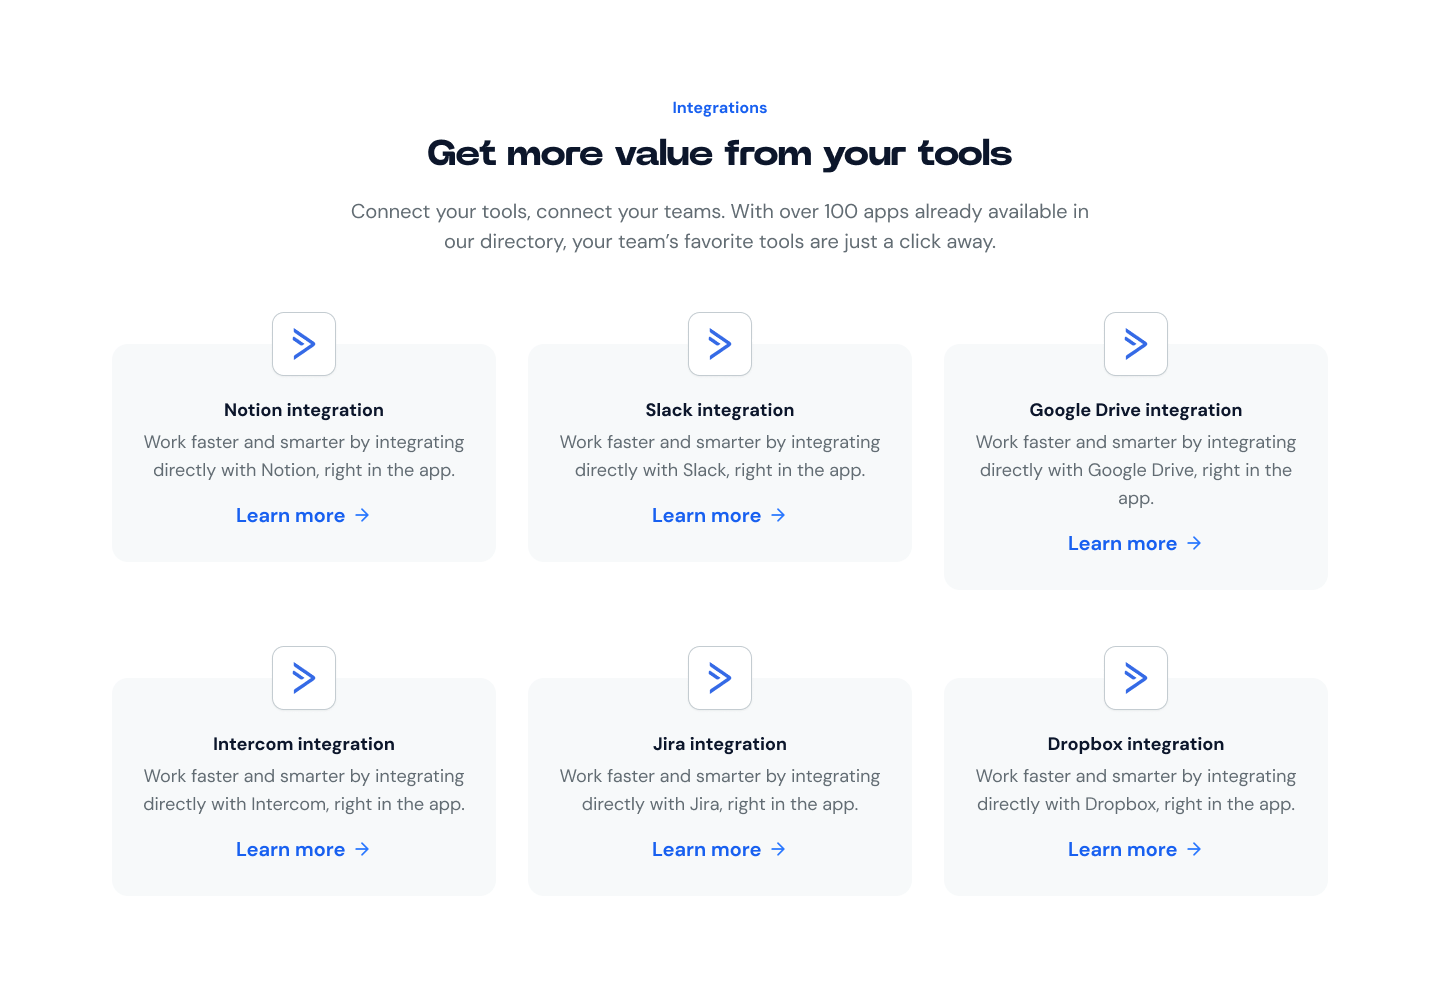 Integrations
Get more value from your tools
Connect your tools, connect your teams. With over 100 apps already available in
our directory, your team’s favorite tools are just a click away.
Notion integration
Work faster and smarter by integrating
directly with Notion, right in the app.
Learn more
Slack integration
Work faster and smarter by integrating
directly with Slack, right in the app.
Learn more
Google Drive integration
Work faster and smarter by integrating
directly with Google Drive, right in the
app.
Learn more
Intercom integration
Work faster and smarter by integrating
directly with Intercom, right in the app.
Learn more
Jira integration
Work faster and smarter by integrating
directly with Jira, right in the app.
Learn more
Dropbox integration
Work faster and smarter by integrating
directly with Dropbox, right in the app.
Learn more